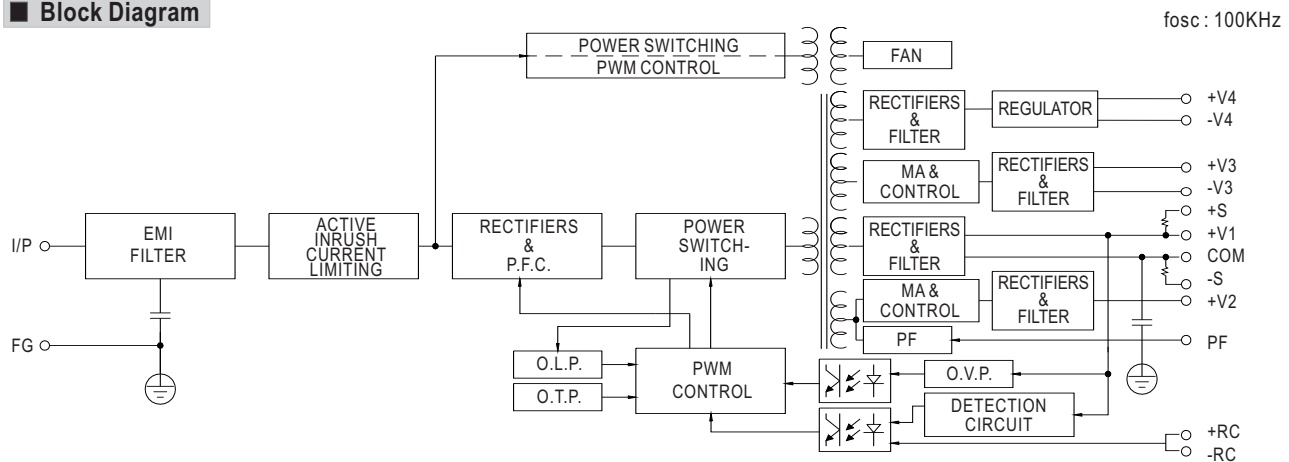 ■ Block Diagram
fosc : 100KHz
POWER SWITCHING
PWM CONTROL
FAN
RECTIFIERS
&
FILTER
REGULATOR
+V4
-V4
MA &
CONTROL
RECTIFIERS
&
FILTER
+V3
-V3
I/P
EMI
FILTER
ACTIVE
INRUSH
CURRENT
LIMITING
RECTIFIERS
&
P.F.C.
POWER
SWITCH-
ING
RECTIFIERS
&
FILTER
+S
+V1
COM
-S
MA &
CONTROL
RECTIFIERS
&
FILTER
+V2
FG
PF
PF
O.L.P.
O.T.P.
PWM
CONTROL
O.V.P.
DETECTION
CIRCUIT
+RC
-RC